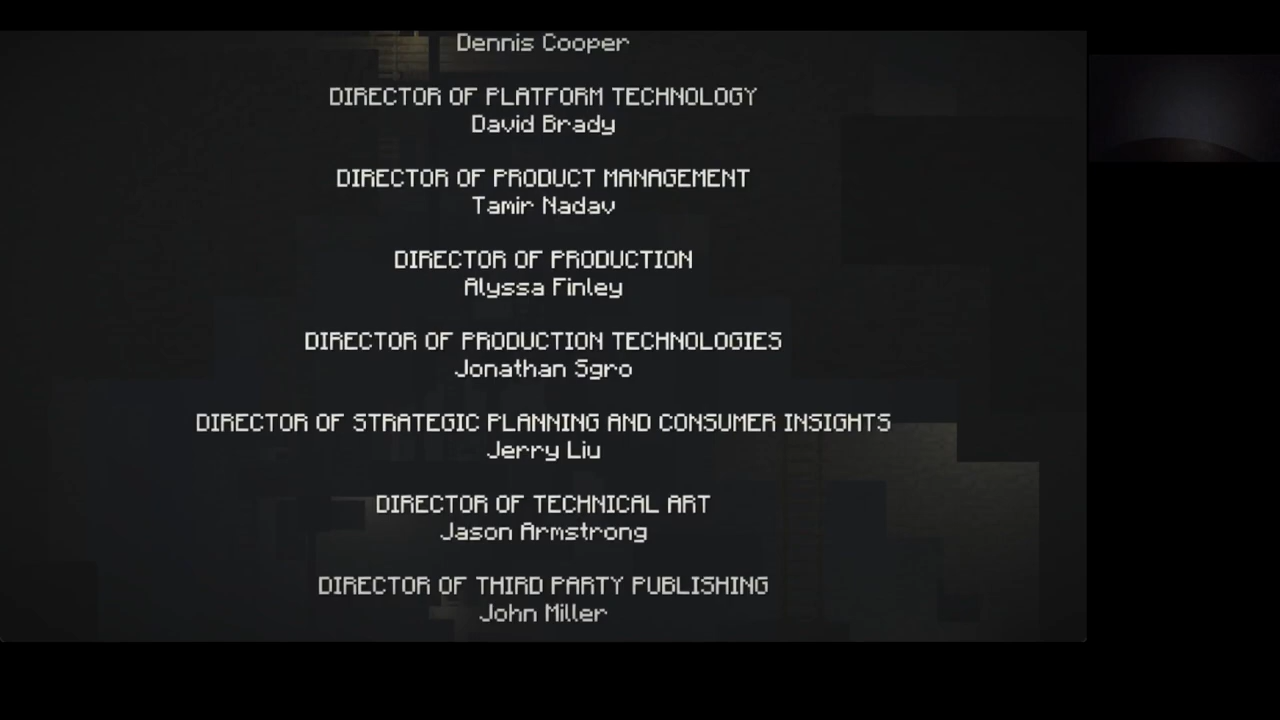 Dennis Cooper
DIRECTOR OF PLATFORM TECHNOLOGY
David Brady
DIRECTOR OF PRODUCT MANAGEMENT
Tamir Nadav
DIRECTOR OF PRODUCTION
Alyssa Finley
DIRECTOR OF PRODUCTION TECHNOLOGIES
Jonathan Sgro
DIRECTOR OF STRATEGIC PLANNING AND CONSUMER INSIGHTS
Jerry Liu
DIRECTOR OF TECHNICAL ART
Jason Armstrong
DIRECTOR OF THIRD PARTY PUBLISHING
John Miller